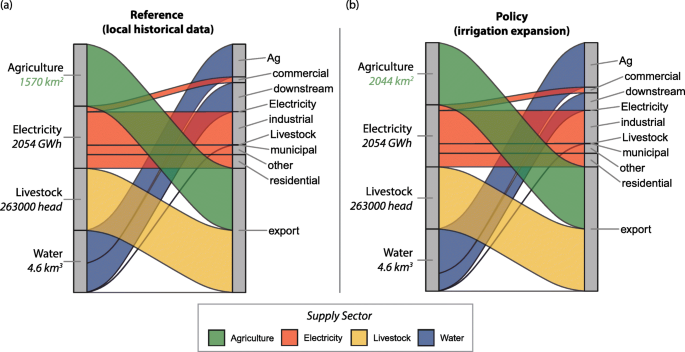 (a)
Reference
(local historical data)
Agriculture
1570 km²
Electricity
2054 GWh
Livestock
263000 head
Water
4.6 km³
Ag
commercial
downstream
Electricity
industrial
Livestock
municipal
other
residential
export
(b)
Policy
(irrigation expansion)
Agriculture
2044 km²
Electricity
2054 GWh
Livestock
263000 head
Water
4.6 km³
Ag
commercial
downstream
Electricity
industrial
Livestock
municipal
other
residential
export
Supply Sector
Agriculture Electricity Livestock Water